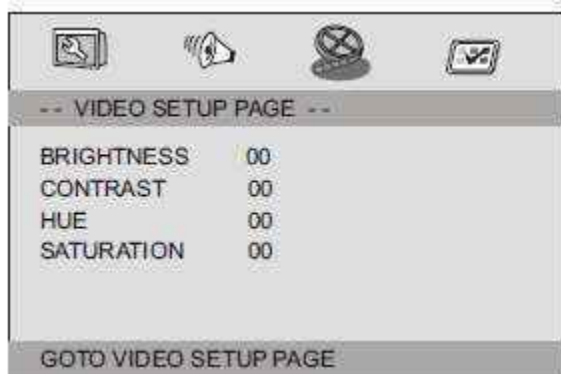 -- VIDEO SETUP PAGE --
BRIGHTNESS 00
CONTRAST 00
HUE 00
SATURATION 00
GOTO VIDEO SETUP PAGE